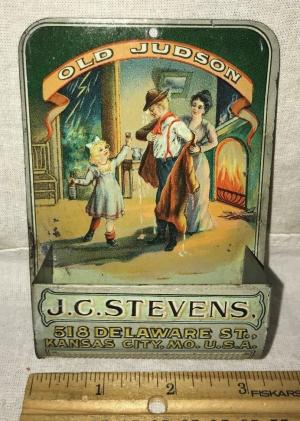 OLD JUDSON
J.C. STEVENS,
518 DELAWARE ST.,
KANSAS CITY, MO. U.S.A.
1 2 3 FISKARS